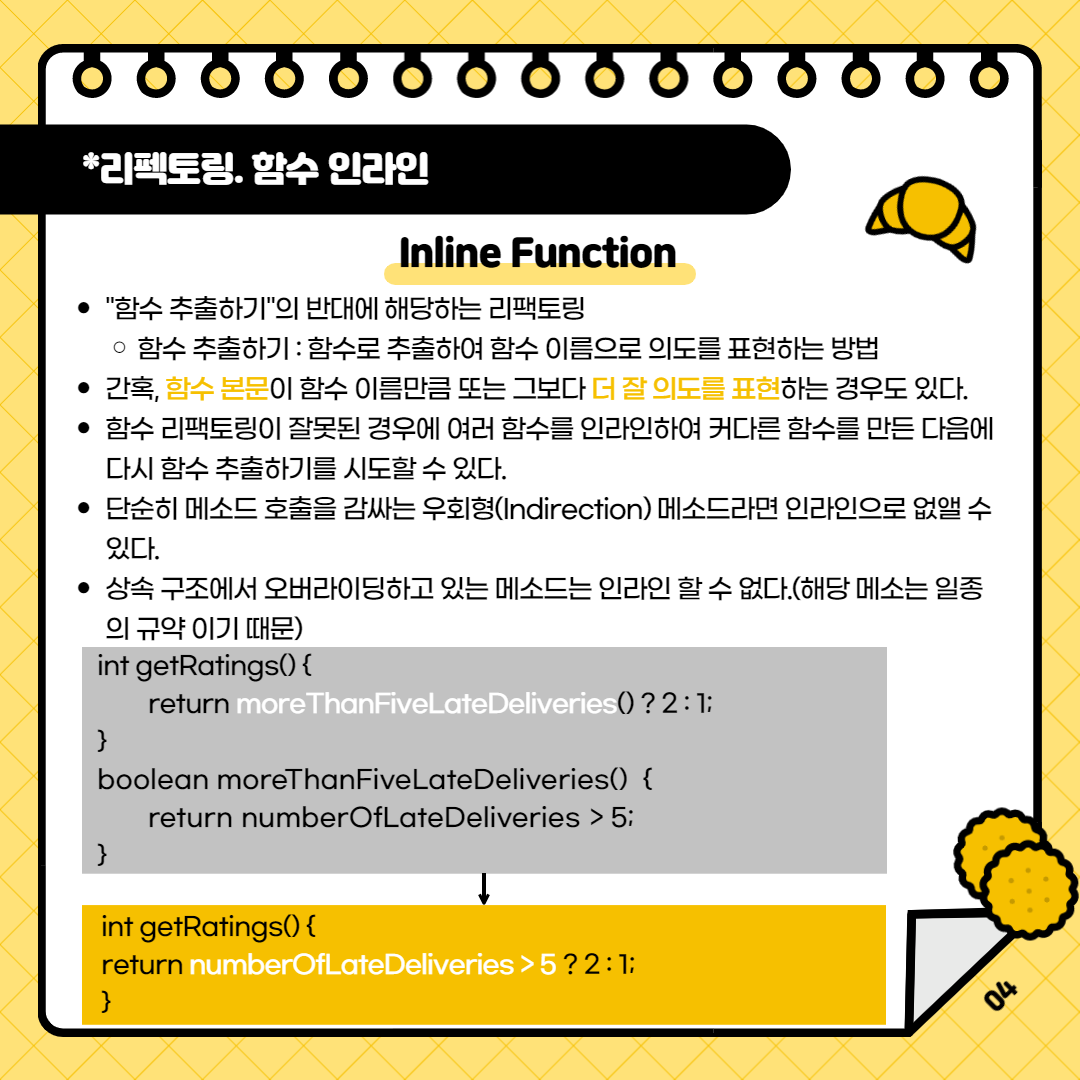 *리펙토링. 함수 인라인
Inline Function
"함수 추출하기"의 반대에 해당하는 리팩토링
함수 추출하기 : 함수로 추출하여 함수 이름으로 의도를 표현하는 방법
간혹, 함수 본문이 함수 이름만큼 또는 그보다 더 잘 의도를 표현하는 경우도 있다.
함수 리팩토링이 잘못된 경우에 여러 함수를 인라인하여 커다른 함수를 만든 다음에
다시 함수 추출하기를 시도할 수 있다.
단순히 메소드 호출을 감싸는 우회형(Indirection) 메소드라면 인라인으로 없앨 수
있다.
상속 구조에서 오버라이딩하고 있는 메소드는 인라인 할 수 없다.(해당 메소는 일종
의 규약 이기 때문)
int getRatings() {
return moreThanFiveLateDeliveries() ? 2 : 1;
}
boolean moreThanFiveLateDeliveries() {
return numberOfLateDeliveries > 5;
}
int getRatings() {
return numberOfLateDeliveries > 5 ? 2 : 1;
}
04